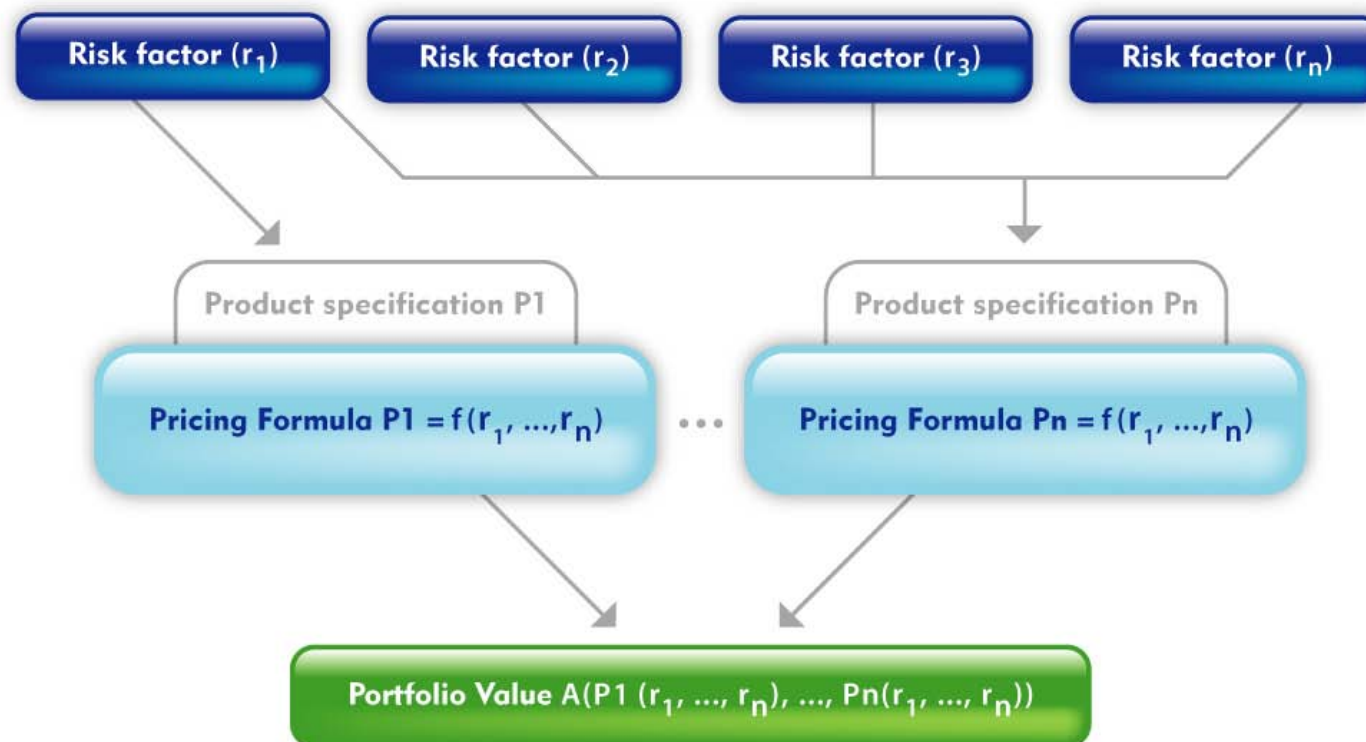 Risk factor (r₁)
Risk factor (r₂)
Risk factor (r₃)
Risk factor (rₙ)
Product specification P1
Product specification Pn
Pricing Formula P1 = f(r₁, ...,rₙ)
...
Pricing Formula Pn = f(r₁, ...,rₙ)
Portfolio Value A(P1 (r₁, ..., rₙ), ..., Pn(r₁, ..., rₙ))